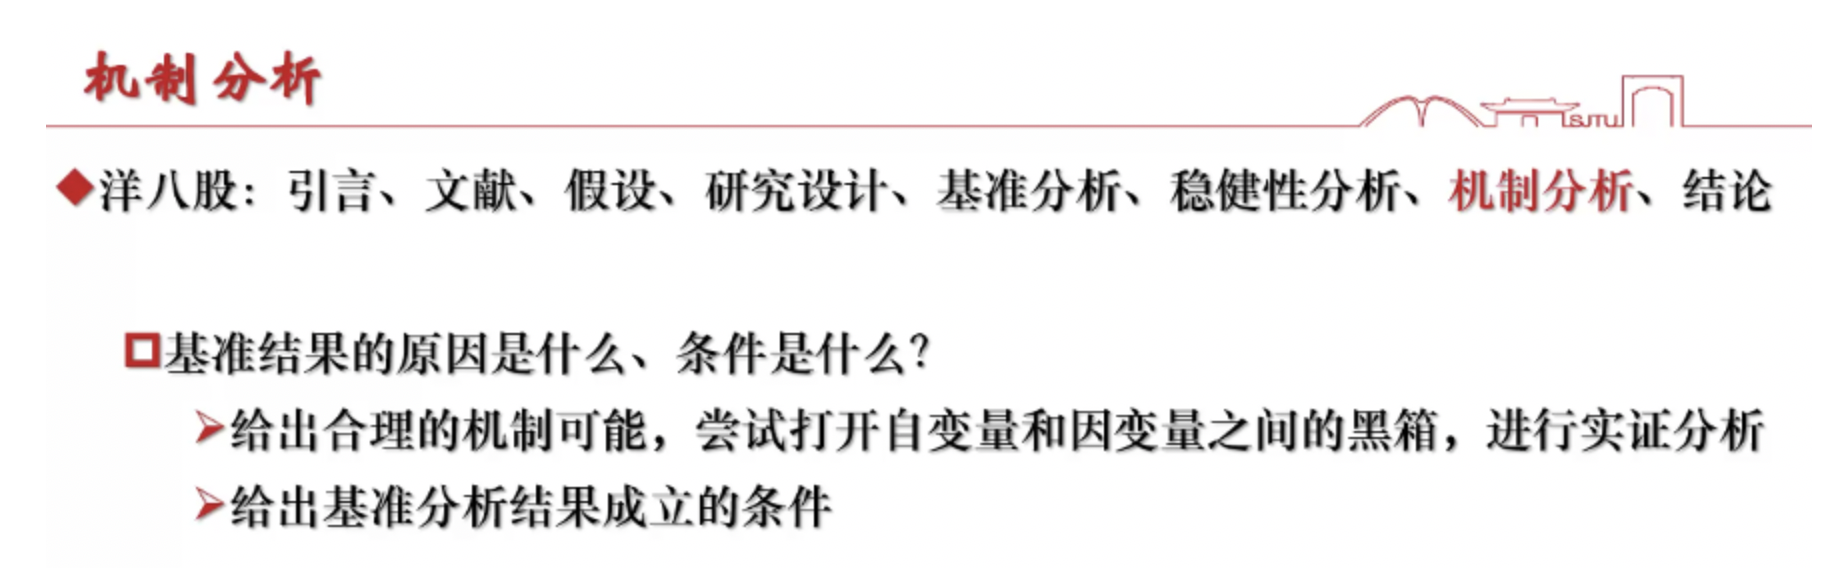 机制分析
SJTU
◆洋八股：引言、文献、假设、研究设计、基准分析、稳健性分析、机制分析、结论
基准结果的原因是什么、条件是什么？
➢给出合理的机制可能，尝试打开自变量和因变量之间的黑箱，进行实证分析
➢给出基准分析结果成立的条件